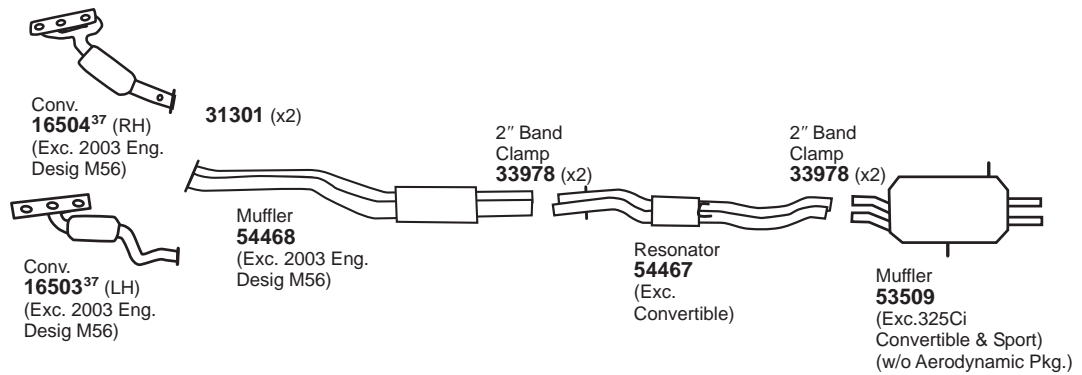 Conv.
16504³⁷ (RH)
(Exc. 2003 Eng.
Desig M56)
31301 (x2)
Conv.
16503³⁷ (LH)
(Exc. 2003 Eng.
Desig M56)
Muffler
54468
(Exc. 2003 Eng.
Desig M56)
2″ Band
Clamp
33978 (x2)
Resonator
54467
(Exc.
Convertible)
2″ Band
Clamp
33978 (x2)
Muffler
53509
(Exc.325Ci
Convertible & Sport)
(w/o Aerodynamic Pkg.)